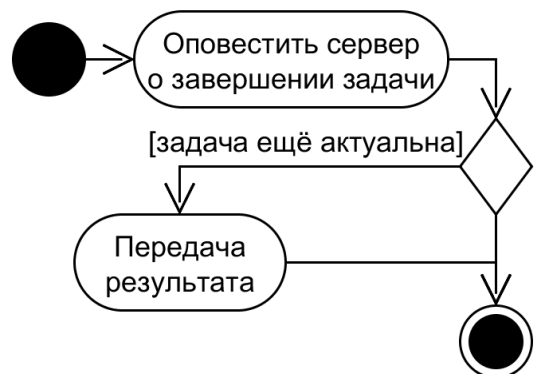 Оповестить сервер
о завершении задачи
[задача ещё актуальна]
Передача
результата